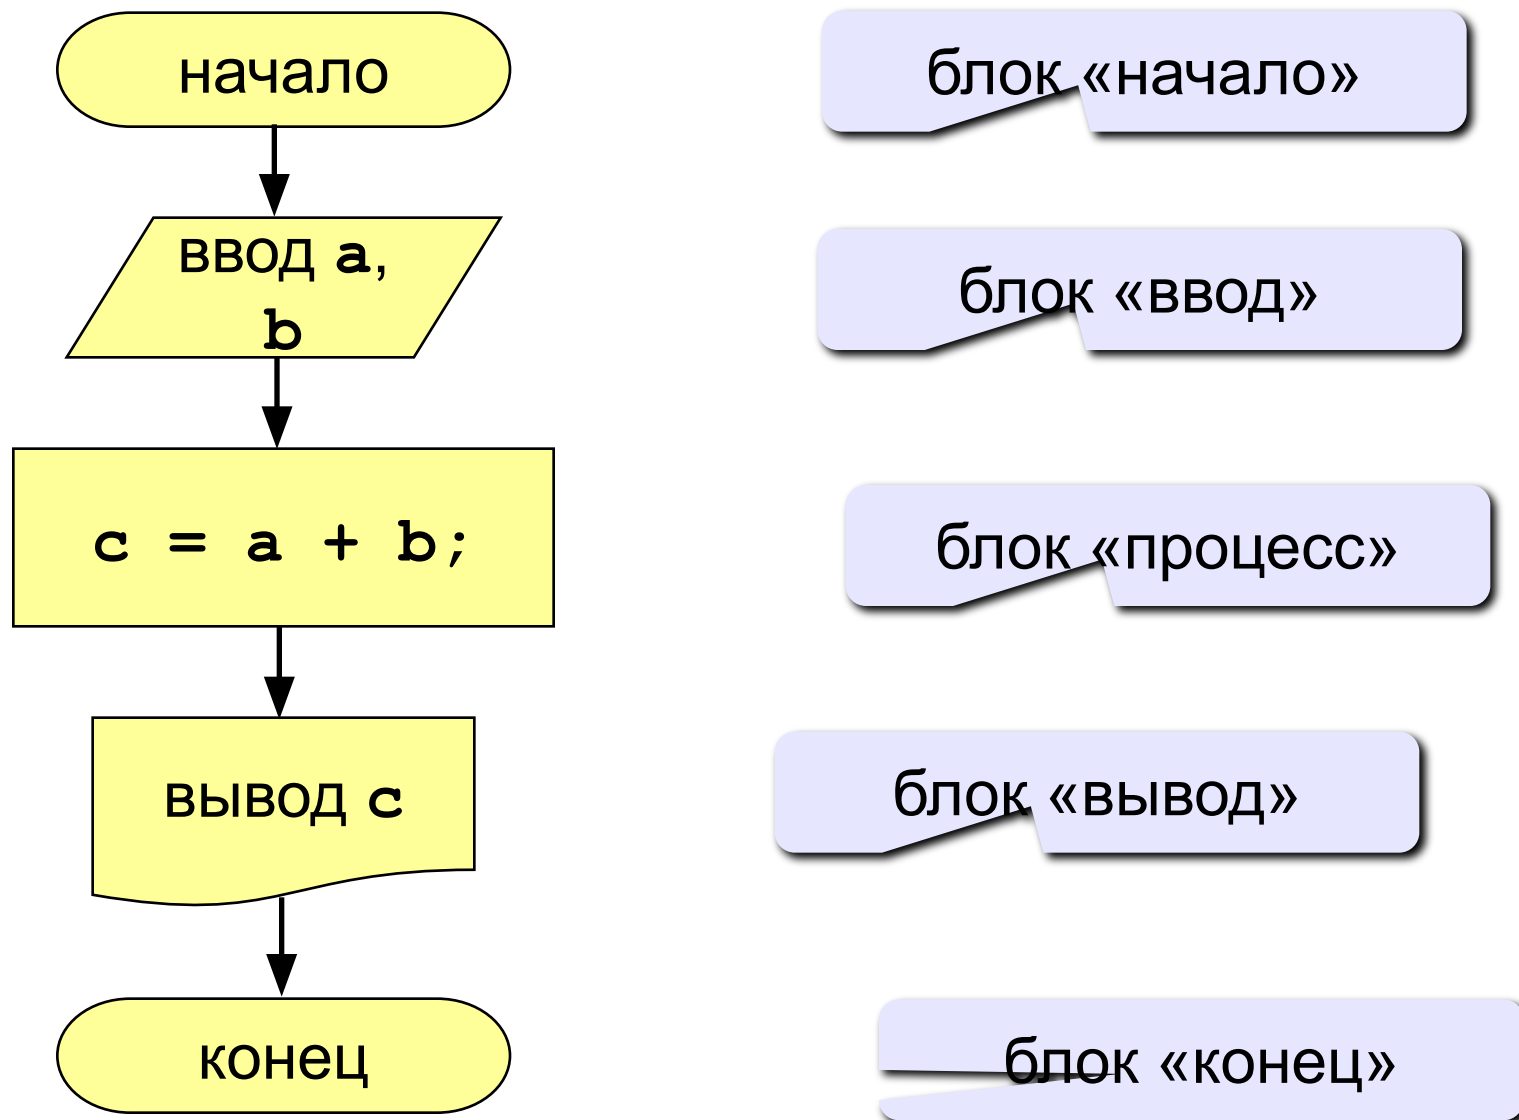 начало
блок «начало»
ввод a,
b
блок «ввод»
c = a + b;
блок «процесс»
вывод c
блок «вывод»
конец
блок «конец»